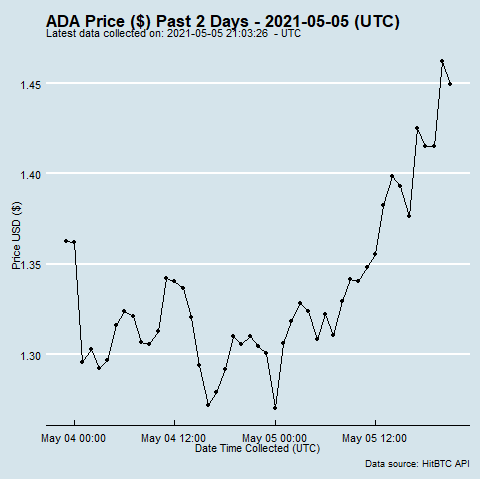 ADA Price ($) Past 2 Days - 2021-05-05 (UTC)
Latest data collected on: 2021-05-05 21:03:26  - UTC
1.45
1.40
1.35
1.30
Price USD ($)
May 04 00:00
May 04 12:00
May 05 00:00
May 05 12:00
Date Time Collected (UTC)
Data source: HitBTC API